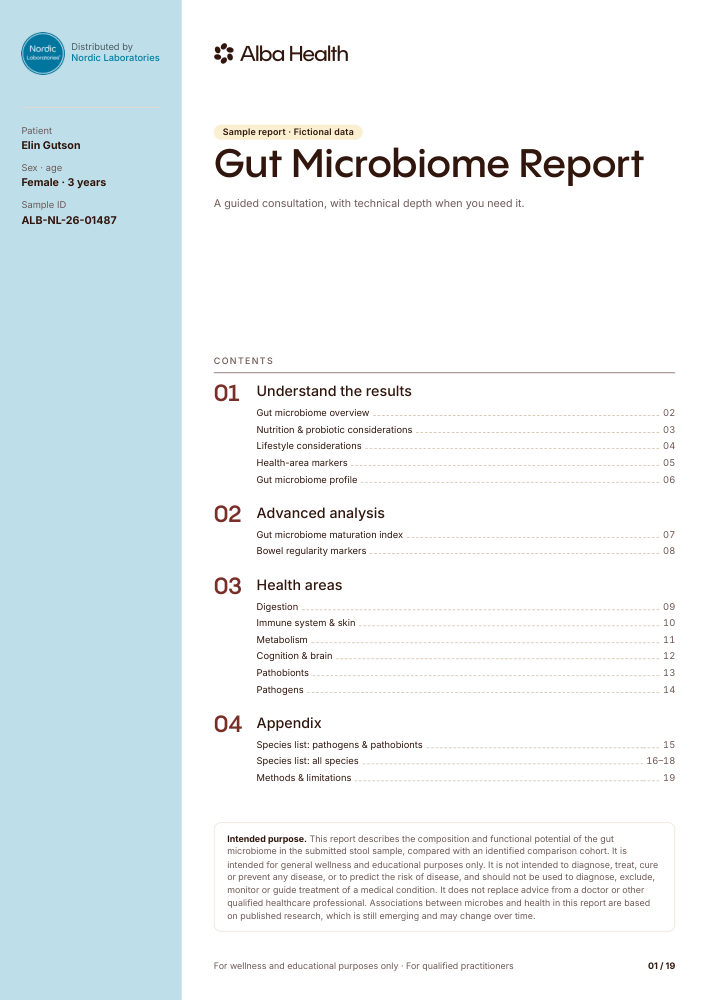 Nordic
Laboratories
Distributed by
Nordic Laboratories
Patient
Elin Gutson
Sex · age
Female · 3 years
Sample ID
ALB-NL-26-01487
Alba Health
Sample report · Fictional data
Gut Microbiome Report
A guided consultation, with technical depth when you need it.
CONTENTS
01 Understand the results
Gut microbiome overview 02
Nutrition & probiotic considerations 03
Lifestyle considerations 04
Health-area markers 05
Gut microbiome profile 06
02 Advanced analysis
Gut microbiome maturation index 07
Bowel regularity markers 08
03 Health areas
Digestion 09
Immune system & skin 10
Metabolism 11
Cognition & brain 12
Pathobionts 13
Pathogens 14
04 Appendix
Species list: pathogens & pathobionts 15
Species list: all species 16–18
Methods & limitations 19
Intended purpose. This report describes the composition and functional potential of the gut
microbiome in the submitted stool sample, compared with an identified comparison cohort. It is
intended for general wellness and educational purposes only. It is not intended to diagnose, treat, cure
or prevent any disease, or to predict the risk of disease, and should not be used to diagnose, exclude,
monitor or guide treatment of a medical condition. It does not replace advice from a doctor or other
qualified healthcare professional. Associations between microbes and health in this report are based
on published research, which is still emerging and may change over time.
For wellness and educational purposes only · For qualified practitioners
01 / 19